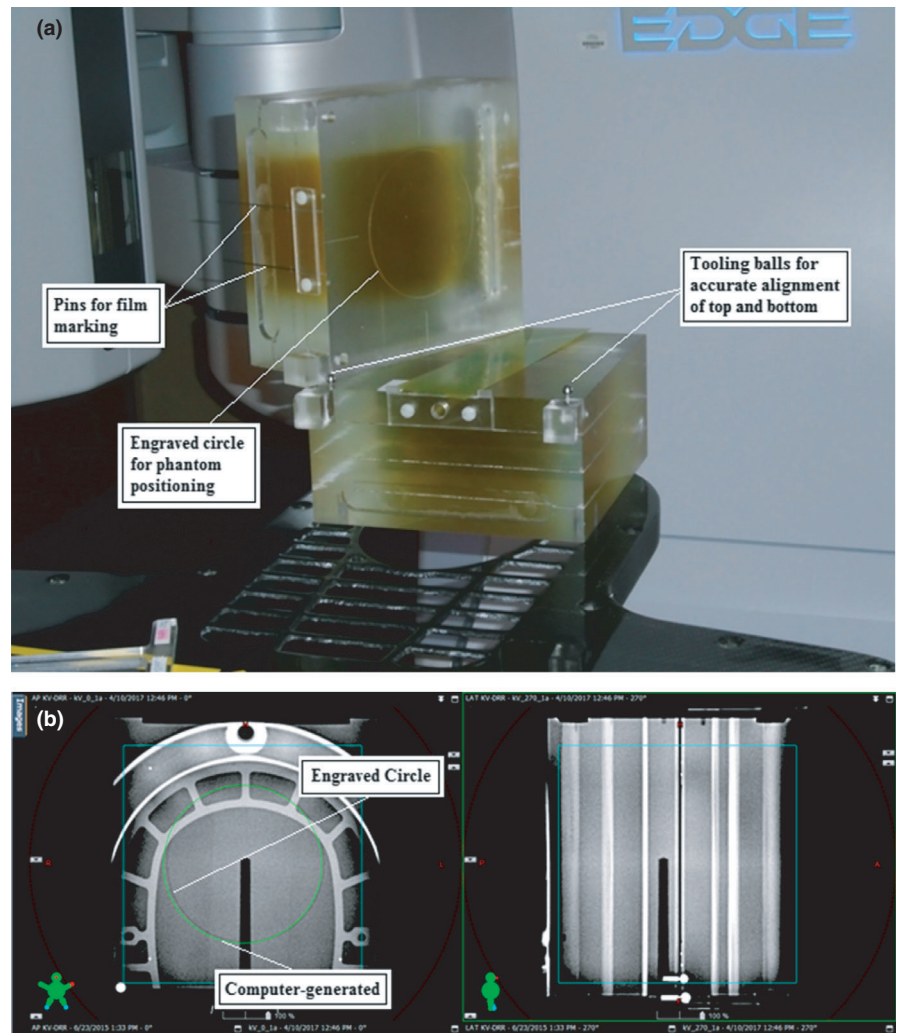 (a)
EDGE
Pins for film
marking
Tooling balls for
accurate alignment
of top and bottom
Engraved circle
for phantom
positioning
(b)
Images
AP KV-DRR - kV_0_1a - 4/10/2017 12:46 PM - 0°
LAT KV-DRR - kV_270_1a - 4/10/2017 12:46 PM - 270°
Engraved Circle
L
P
A
Computer-generated
100 %
100 %
AP KV-DRR - 6/23/2015 1:33 PM - 0°
kV_0_1a - 4/10/2017 12:46 PM - 0°
LAT KV-DRR - 6/23/2015 1:33 PM - 270°
kV_270_1a - 4/10/2017 12:46 PM - 270°